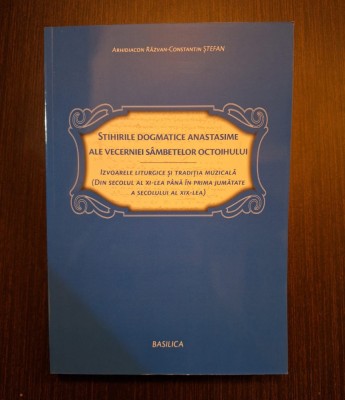 Arhidiacon Răzvan-Constantin ȘTEFAN
STIHIRILE DOGMATICE ANASTASIME
ALE VECERNIEI SÂMBETELOR OCTOIHULUI
IZVOARELE LITURGICE ȘI TRADIȚIA MUZICALĂ
(DIN SECOLUL AL XI-LEA PÂNĂ ÎN PRIMA JUMĂTATE
A SECOLULUI AL XIX-LEA)
BASILICA